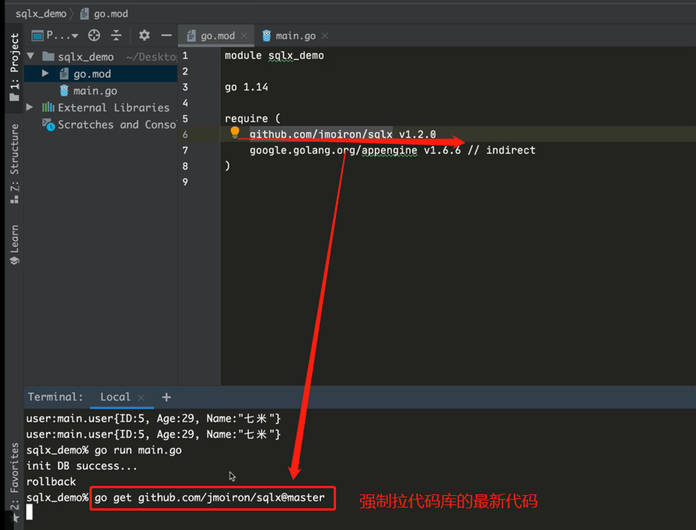 sqlx_demo go.mod
1: Project
P...
go.mod
main.go
sqlx_demo ~/Desktop
go.mod
main.go
External Libraries
Scratches and Conso
Z: Structure
Learn
2: Favorites
1 module sqlx_demo
2
3 go 1.14
4
5 require (
6 github.com/jmoiron/sqlx v1.2.0
7 google.golang.org/appengine v1.6.6 // indirect
8 )
9
Terminal: Local +
user:main.user{ID:5, Age:29, Name:"七米"}
user:main.user{ID:5, Age:29, Name:"七米"}
sqlx_demo% go run main.go
init DB success...
rollback
sqlx_demo% go get github.com/jmoiron/sqlx@master
强制拉代码库的最新代码